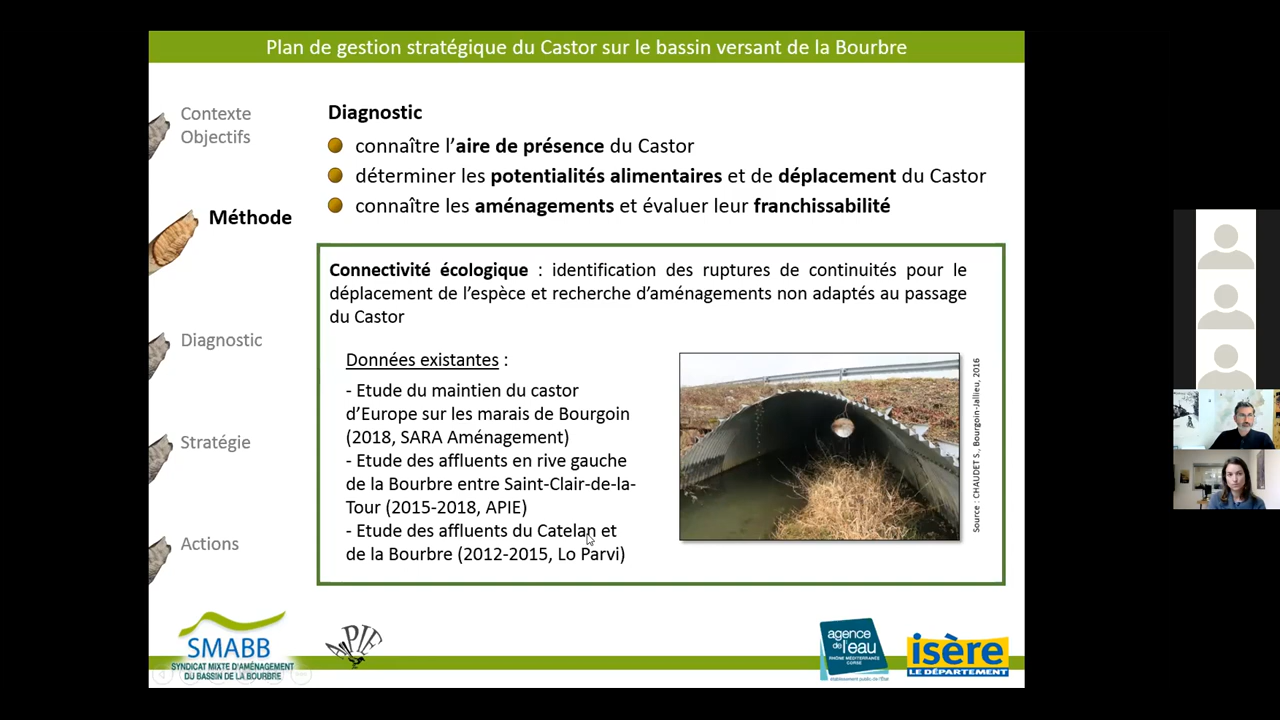 Plan de gestion stratégique du Castor sur le bassin versant de la Bourbre
Contexte
Objectifs
Méthode
Diagnostic
Stratégie
Actions
Diagnostic
connaître l’aire de présence du Castor
déterminer les potentialités alimentaires et de déplacement du Castor
connaître les aménagements et évaluer leur franchissabilité
Connectivité écologique : identification des ruptures de continuités pour le
déplacement de l’espèce et recherche d’aménagements non adaptés au passage
du Castor
Données existantes :
- Etude du maintien du castor
d’Europe sur les marais de Bourgoin
(2018, SARA Aménagement)
- Etude des affluents en rive gauche
de la Bourbre entre Saint-Clair-de-la-
Tour (2015-2018, APIE)
- Etude des affluents du Catelan et
de la Bourbre (2012-2015, Lo Parvi)
Source : CHAUDET S., Bourgoin-Jallieu, 2016
SMABB
SYNDICAT MIXTE D'AMÉNAGEMENT
DU BASSIN DE LA BOURBRE
APIE
agence
de l'eau
RHÔNE MÉDITERRANÉE
CORSE
établissement public de l'État
isère
LE DÉPARTEMENT